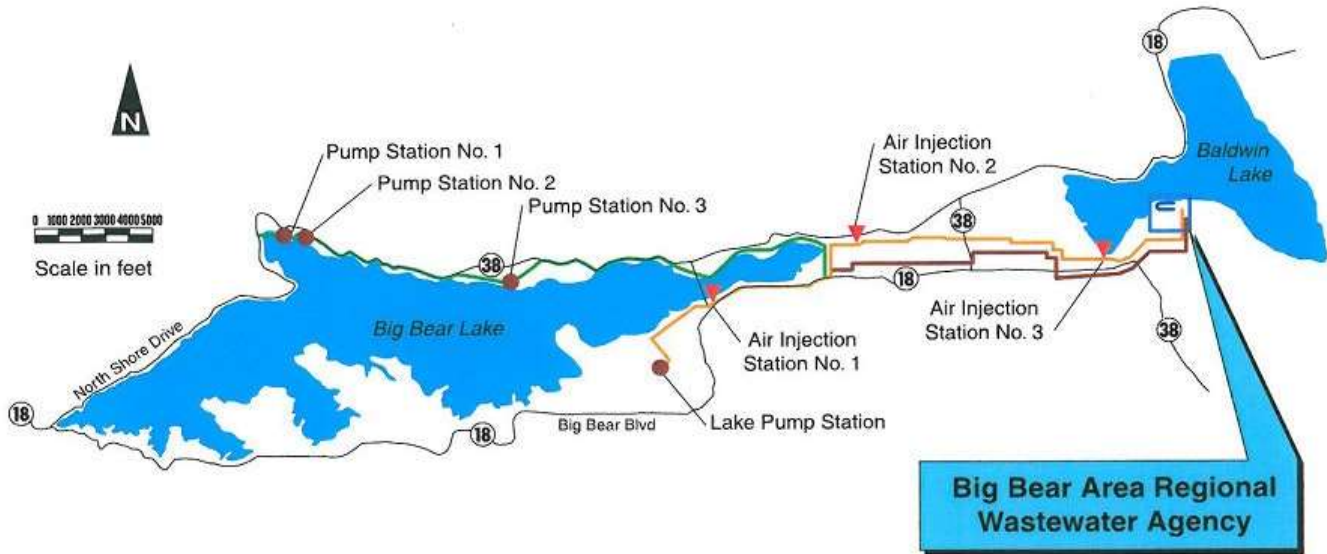 18
N
Air Injection
Station No. 2
Pump Station No. 1
Baldwin
Lake
Pump Station No. 2
Pump Station No. 3
0 1000 2000 3000 4000 5000
Scale in feet
38
38
18
Big Bear Lake
Air Injection
Station No. 3
38
North Shore Drive
Air Injection
Station No. 1
18
Big Bear Blvd
Lake Pump Station
18
Big Bear Area Regional
Wastewater Agency